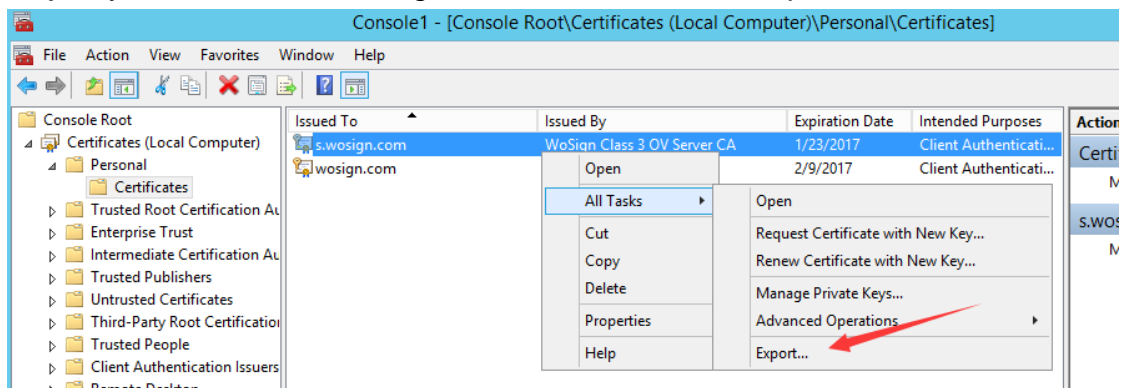 Console1 - [Console Root\Certificates (Local Computer)\Personal\Certificates]
File Action View Favorites Window Help
Console Root
Certificates (Local Computer)
Personal
Certificates
Trusted Root Certification Au
Enterprise Trust
Intermediate Certification Au
Trusted Publishers
Untrusted Certificates
Third-Party Root Certification
Trusted People
Client Authentication Issuers
Remote Desktop
Issued To Issued By Expiration Date Intended Purposes
s.wosign.com WoSign Class 3 OV Server CA 1/23/2017 Client Authenticati...
wosign.com 2/9/2017 Client Authenticati...
Open
All Tasks
Cut
Copy
Delete
Properties
Help
Open
Request Certificate with New Key...
Renew Certificate with New Key...
Manage Private Keys...
Advanced Operations
Export...
Action
Certi
M
s.wos
M